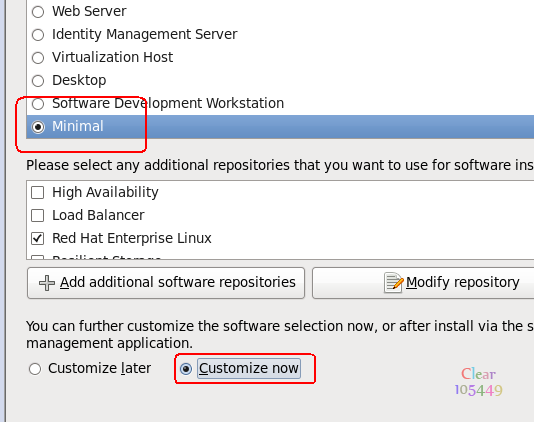 Web Server
Identity Management Server
Virtualization Host
Desktop
Software Development Workstation
Minimal
Please select any additional repositories that you want to use for software ins
High Availability
Load Balancer
Red Hat Enterprise Linux
Resilient Storage
Add additional software repositories
Modify repository
You can further customize the software selection now, or after install via the s
management application.
Customize later
Customize now
Clear
105449